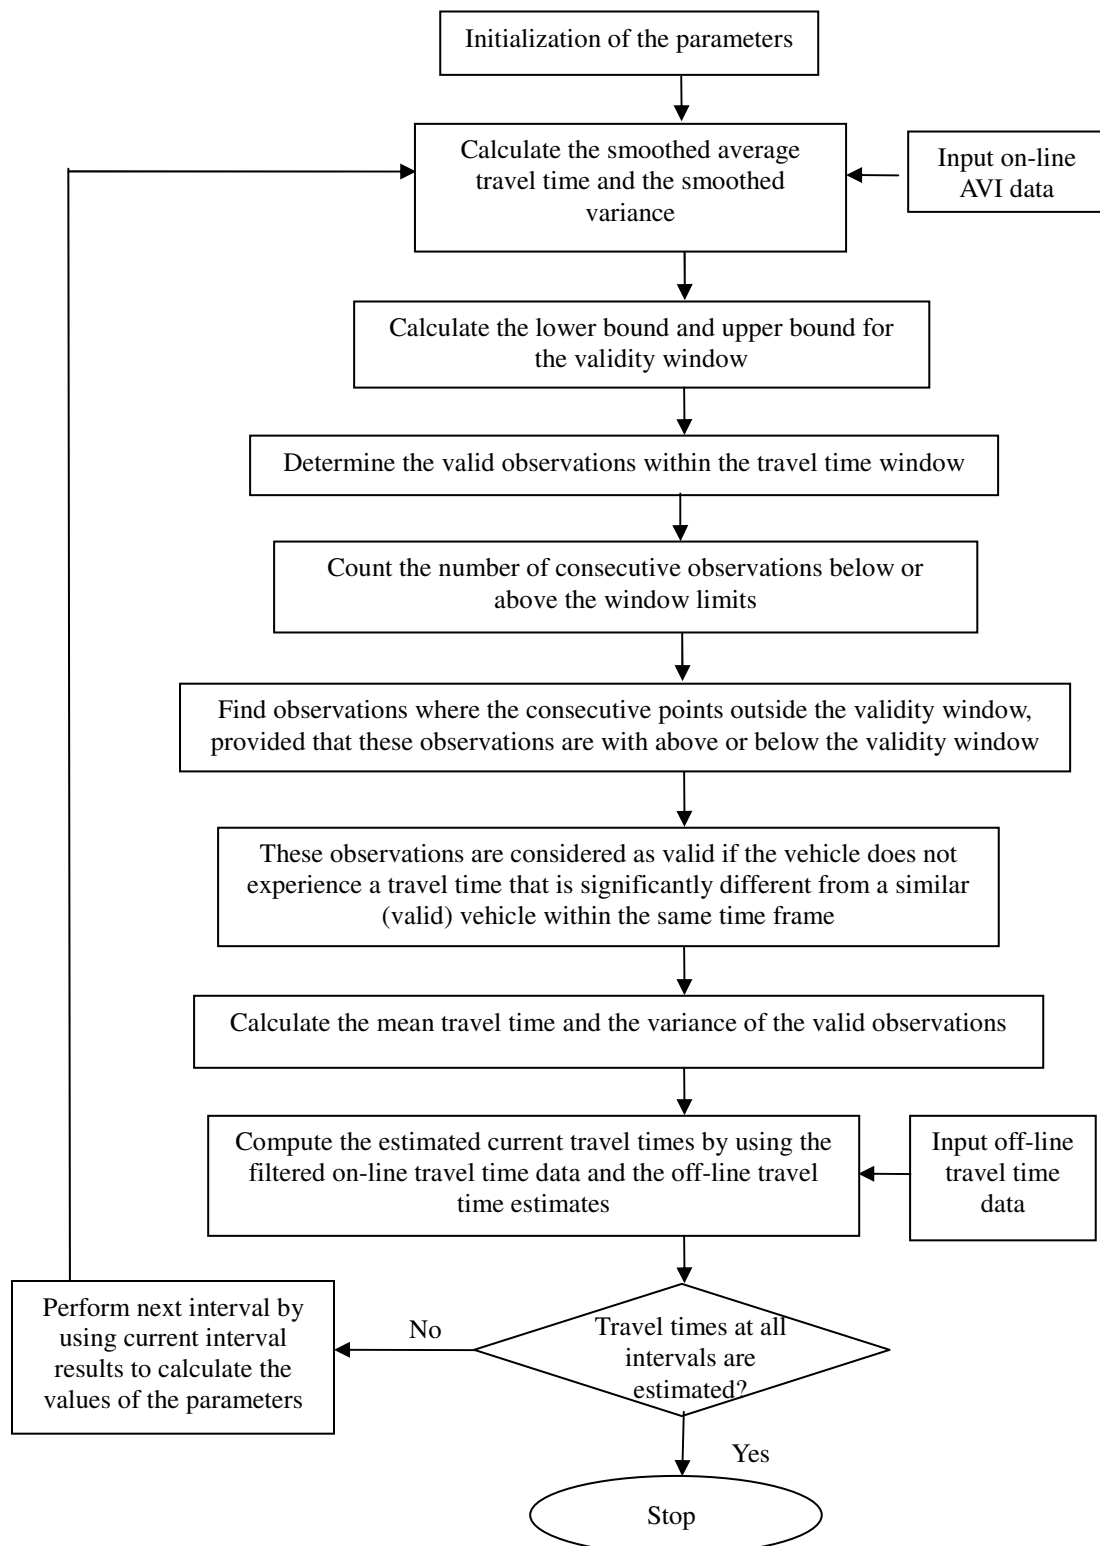 Initialization of the parameters
Calculate the smoothed average
travel time and the smoothed
variance
Input on-line
AVI data
Calculate the lower bound and upper bound for
the validity window
Determine the valid observations within the travel time window
Count the number of consecutive observations below or
above the window limits
Find observations where the consecutive points outside the validity window,
provided that these observations are with above or below the validity window
These observations are considered as valid if the vehicle does not
experience a travel time that is significantly different from a similar
(valid) vehicle within the same time frame
Calculate the mean travel time and the variance of the valid observations
Compute the estimated current travel times by using the
filtered on-line travel time data and the off-line travel
time estimates
Input off-line
travel time
data
Perform next interval by
using current interval
results to calculate the
values of the parameters
No
Travel times at all
intervals are
estimated?
Yes
Stop